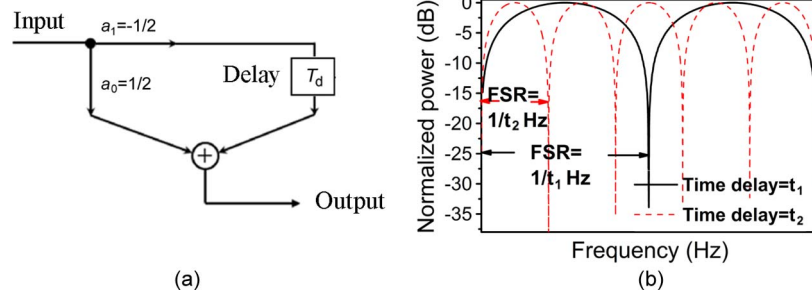 Input
a₁=-1/2
a₀=1/2
Delay
T_d
+
Output
(a)
Normalized power (dB)
0
-5
-10
-15
-20
-25
-30
-35
FSR=
1/t₂ Hz
FSR=
1/t₁ Hz
Time delay=t₁
Time delay=t₂
Frequency (Hz)
(b)